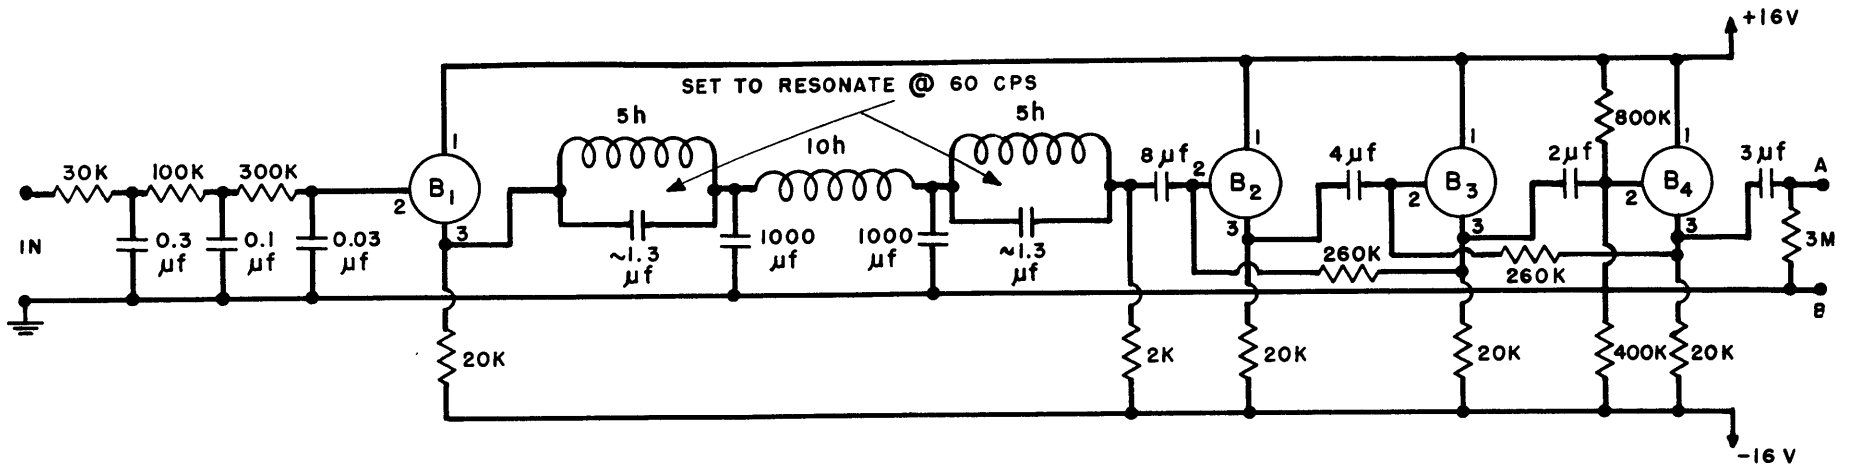 +16V
SET TO RESONATE @ 60 CPS
5h
10h
5h
30K
100K
300K
0.3 µf
0.1 µf
0.03 µf
IN
B1
1
2
3
~1.3 µf
1000 µf
1000 µf
~1.3 µf
8µf
B2
1
2
3
4µf
260K
B3
1
2
3
2µf
260K
800K
B4
1
2
3
3µf
A
3M
B
20K
2K
20K
20K
400K
20K
-16V